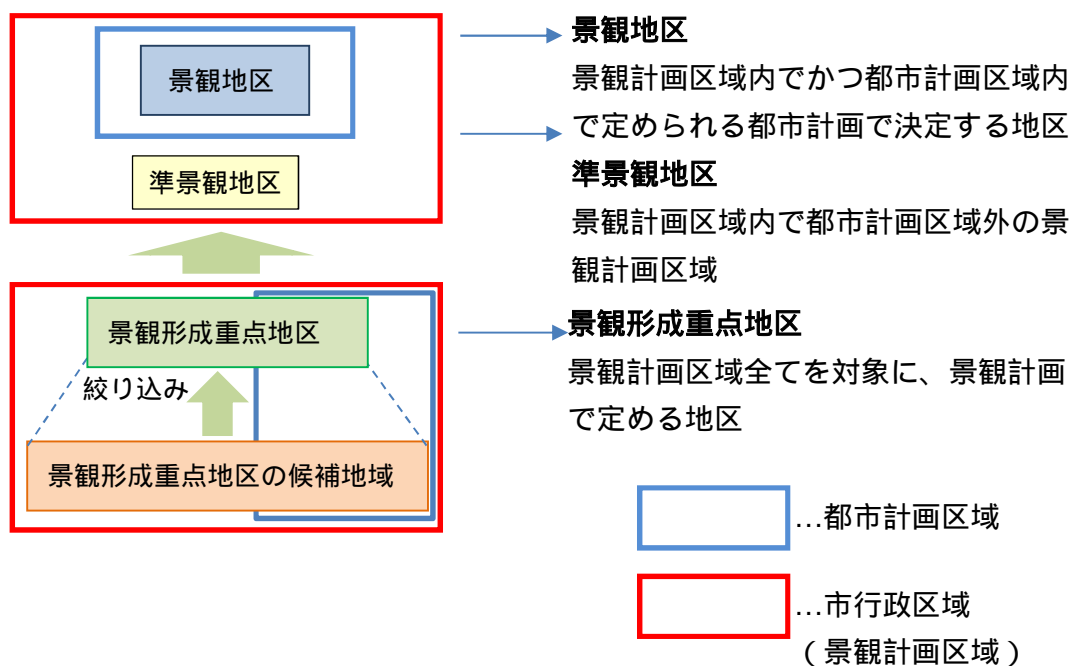 景観地区
準景観地区
景観形成重点地区
絞り込み
景観形成重点地区の候補地域
景観地区
景観計画区域内でかつ都市計画区域内
で定められる都市計画で決定する地区
準景観地区
景観計画区域内で都市計画区域外の景
観計画区域
景観形成重点地区
景観計画区域全てを対象に、景観計画
で定める地区
…都市計画区域
…市行政区域
（景観計画区域）